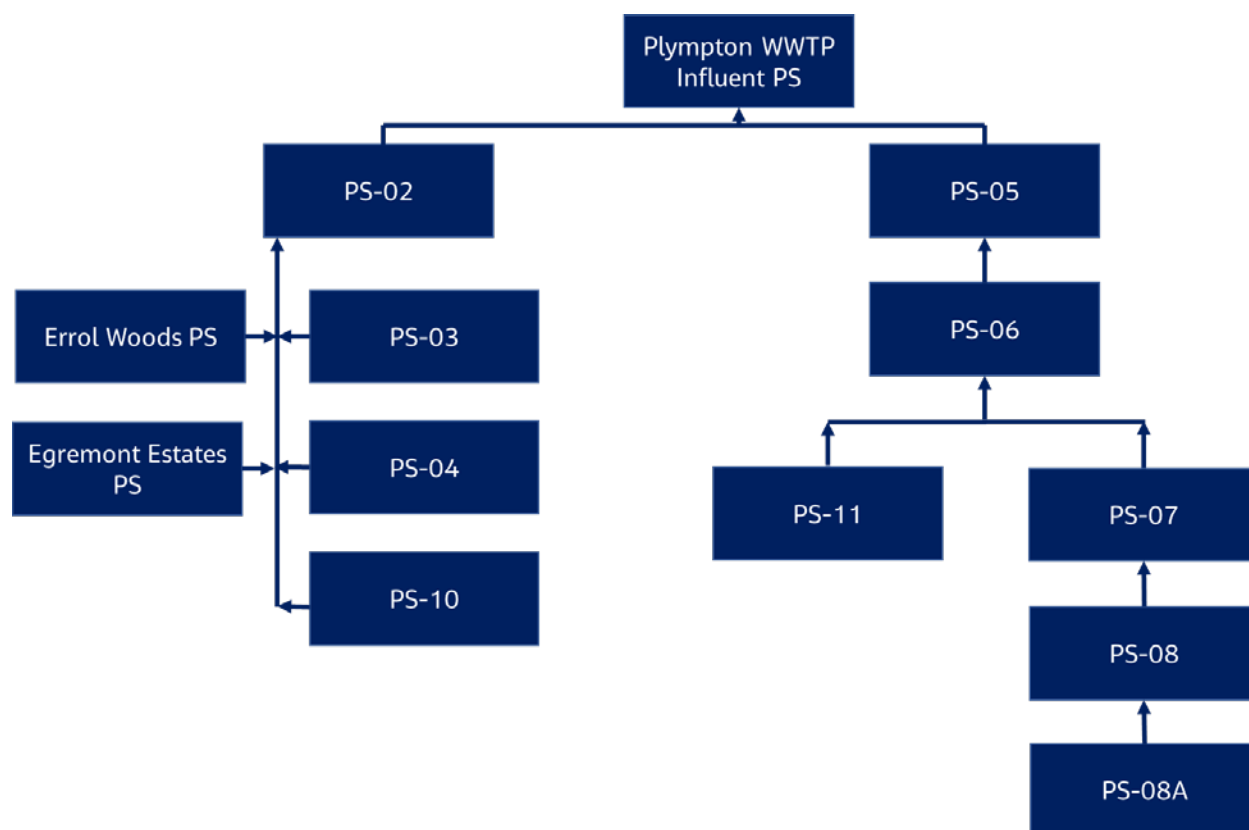 Plympton WWTP
Influent PS
PS-02
PS-05
Errol Woods PS
PS-03
PS-06
Egremont Estates
PS
PS-04
PS-11
PS-07
PS-10
PS-08
PS-08A